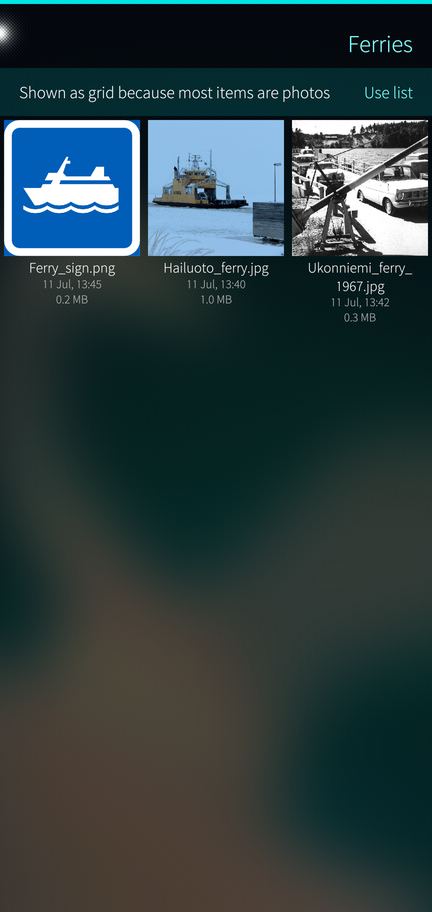 Ferries
Shown as grid because most items are photos
Use list
Ferry_sign.png
11 Jul, 13:45
0.2 MB
Hailuoto_ferry.jpg
11 Jul, 13:40
1.0 MB
Ukonniemi_ferry_
1967.jpg
11 Jul, 13:42
0.3 MB